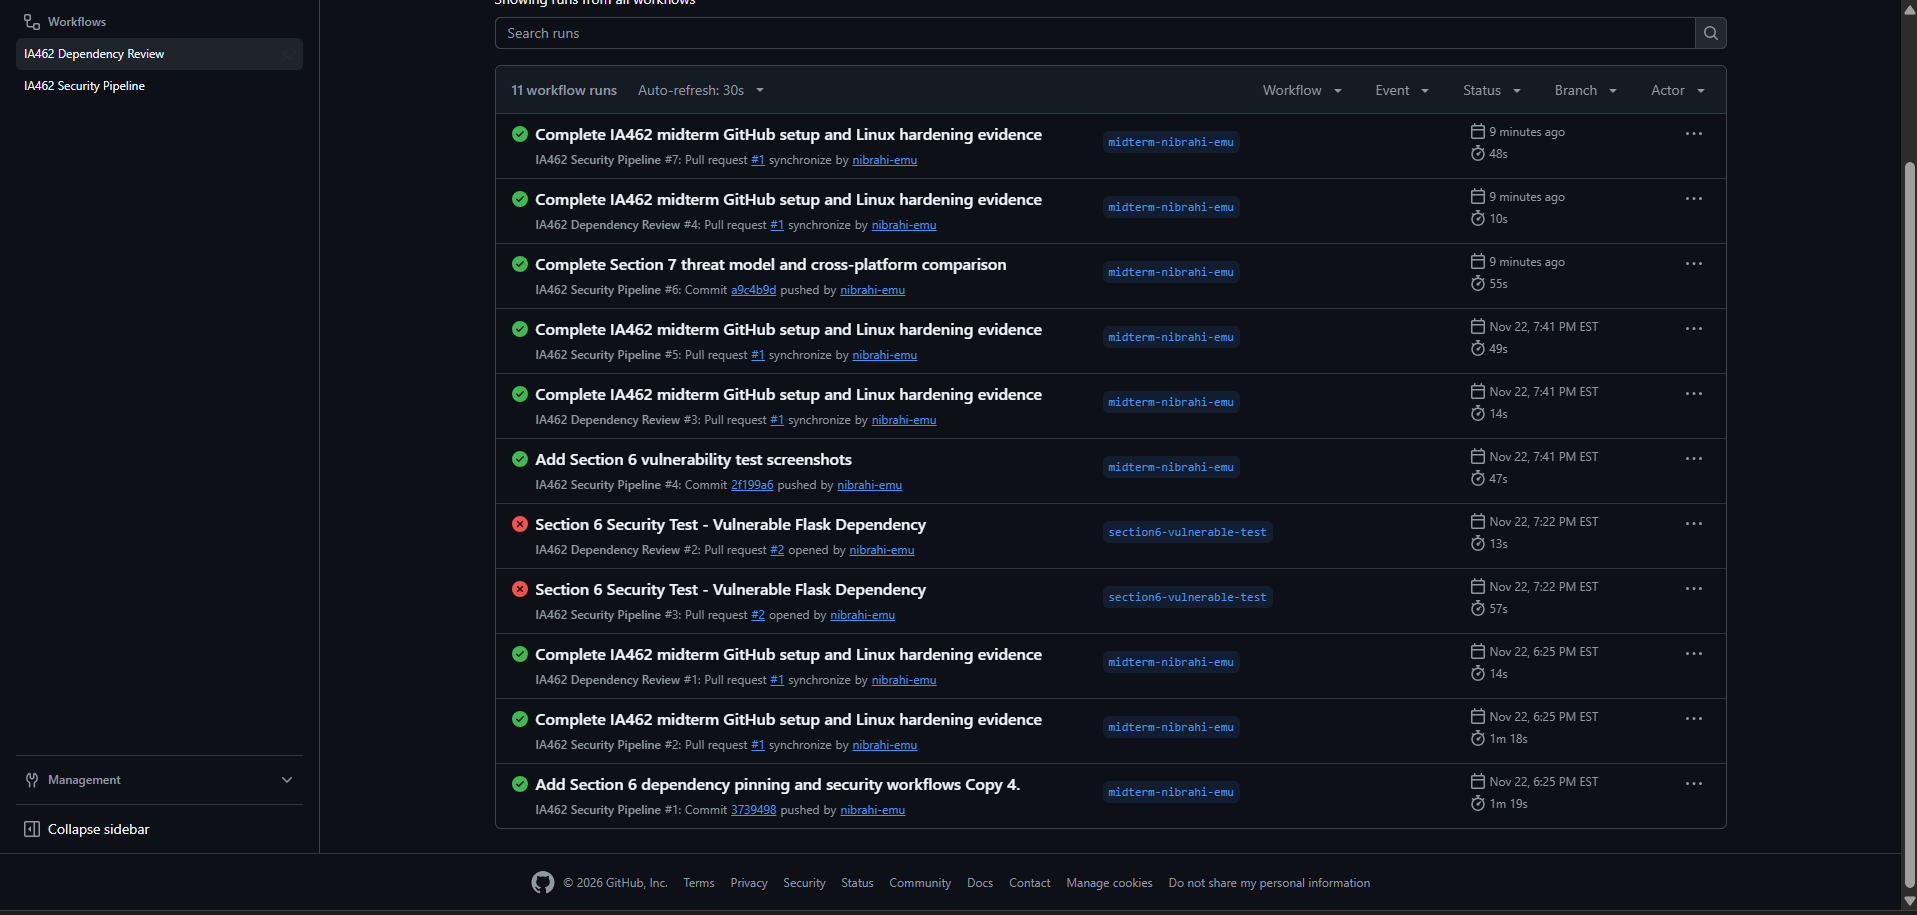 Showing runs from all workflows
Workflows
IA462 Dependency Review
IA462 Security Pipeline
Search runs
11 workflow runs Auto-refresh: 30s Workflow Event Status Branch Actor
Complete IA462 midterm GitHub setup and Linux hardening evidence
IA462 Security Pipeline #7: Pull request #1 synchronize by nibrahi-emu
midterm-nibrahi-emu
9 minutes ago
48s
Complete IA462 midterm GitHub setup and Linux hardening evidence
IA462 Dependency Review #4: Pull request #1 synchronize by nibrahi-emu
midterm-nibrahi-emu
9 minutes ago
10s
Complete Section 7 threat model and cross-platform comparison
IA462 Security Pipeline #6: Commit a9c4b9d pushed by nibrahi-emu
midterm-nibrahi-emu
9 minutes ago
55s
Complete IA462 midterm GitHub setup and Linux hardening evidence
IA462 Security Pipeline #5: Pull request #1 synchronize by nibrahi-emu
midterm-nibrahi-emu
Nov 22, 7:41 PM EST
49s
Complete IA462 midterm GitHub setup and Linux hardening evidence
IA462 Dependency Review #3: Pull request #1 synchronize by nibrahi-emu
midterm-nibrahi-emu
Nov 22, 7:41 PM EST
14s
Add Section 6 vulnerability test screenshots
IA462 Security Pipeline #4: Commit 2f199a6 pushed by nibrahi-emu
midterm-nibrahi-emu
Nov 22, 7:41 PM EST
47s
Section 6 Security Test - Vulnerable Flask Dependency
IA462 Dependency Review #2: Pull request #2 opened by nibrahi-emu
section6-vulnerable-test
Nov 22, 7:22 PM EST
13s
Section 6 Security Test - Vulnerable Flask Dependency
IA462 Security Pipeline #3: Pull request #2 opened by nibrahi-emu
section6-vulnerable-test
Nov 22, 7:22 PM EST
57s
Complete IA462 midterm GitHub setup and Linux hardening evidence
IA462 Dependency Review #1: Pull request #1 synchronize by nibrahi-emu
midterm-nibrahi-emu
Nov 22, 6:25 PM EST
14s
Complete IA462 midterm GitHub setup and Linux hardening evidence
IA462 Security Pipeline #2: Pull request #1 synchronize by nibrahi-emu
midterm-nibrahi-emu
Nov 22, 6:25 PM EST
1m 18s
Add Section 6 dependency pinning and security workflows Copy 4.
IA462 Security Pipeline #1: Commit 3739498 pushed by nibrahi-emu
midterm-nibrahi-emu
Nov 22, 6:25 PM EST
1m 19s
Management
Collapse sidebar
© 2026 GitHub, Inc. Terms Privacy Security Status Community Docs Contact Manage cookies Do not share my personal information